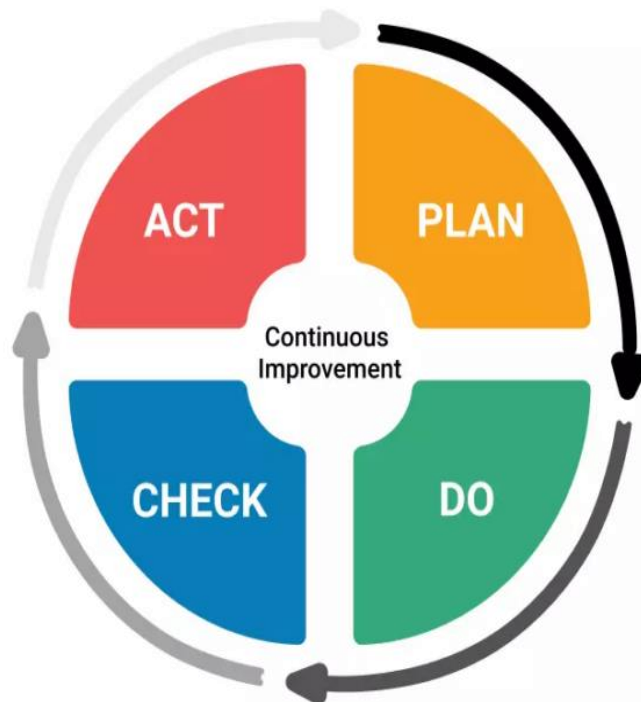 ACT
PLAN
Continuous
Improvement
CHECK
DO